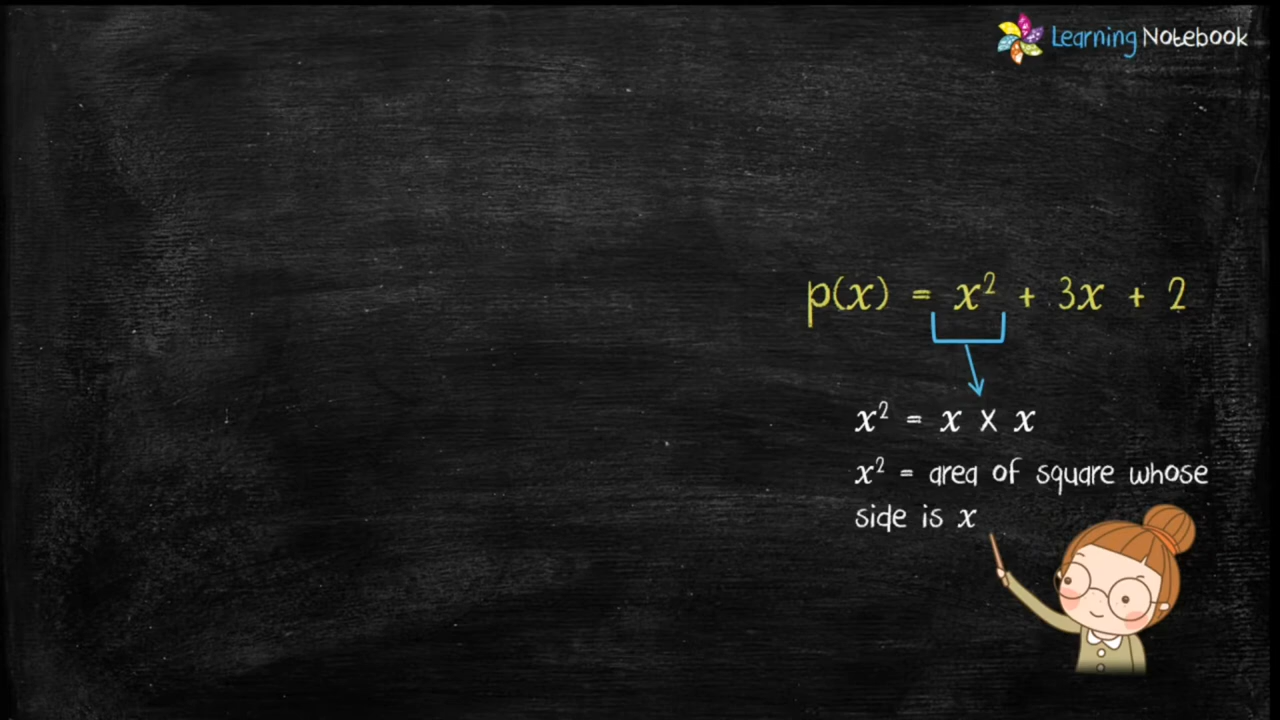 Learning Notebook
p(x) = x² + 3x + 2
x² = x × x
x² = area of square whose
side is x